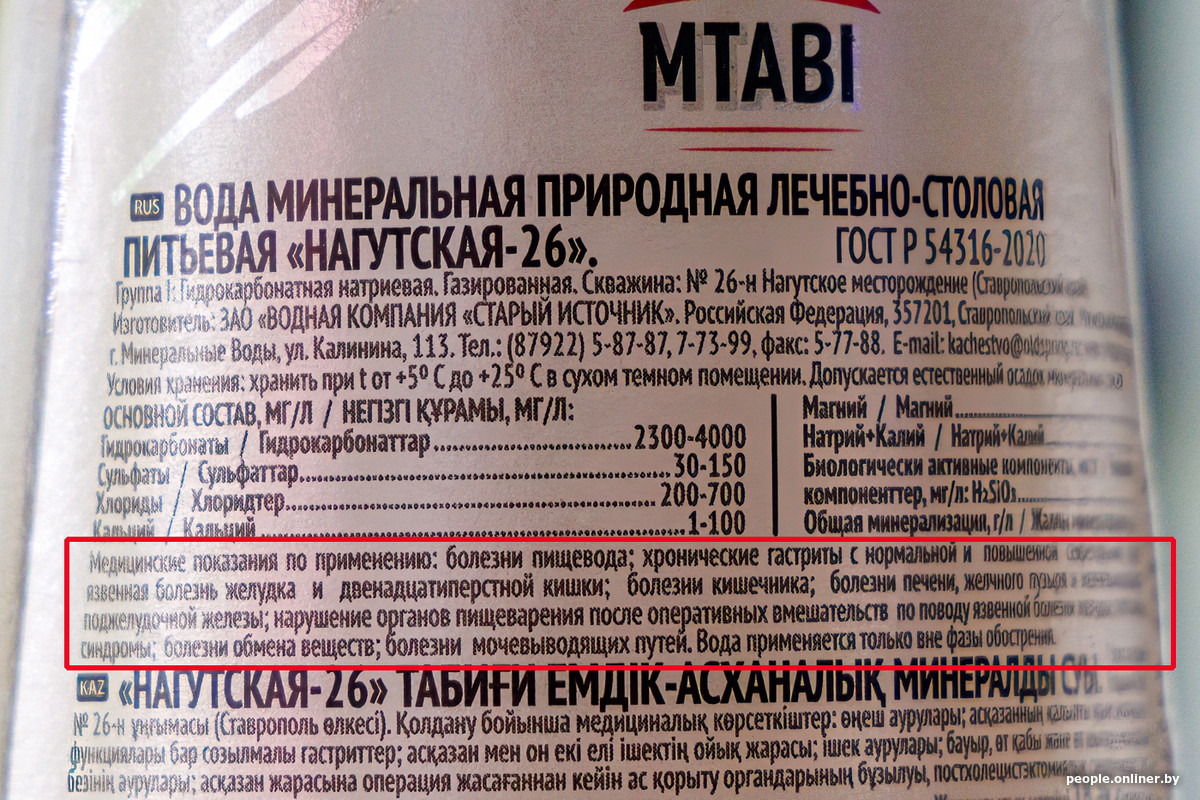 МТАВІ
RUS ВОДА МИНЕРАЛЬНАЯ ПРИРОДНАЯ ЛЕЧЕБНО-СТОЛОВАЯ
ПИТЬЕВАЯ «НАГУТСКАЯ-26». ГОСТ Р 54316-2020
Группа I: Гидрокарбонатная натриевая. Газированная. Скважина: № 26-н Нагутское месторождение (Ставропольский край
Изготовитель: ЗАО «ВОДНАЯ КОМПАНИЯ «СТАРЫЙ ИСТОЧНИК». Российская Федерация, 357201, Ставропольский край,
г. Минеральные Воды, ул. Калинина, 113. Тел.: (87922) 5-87-87, 7-73-99, факс: 5-77-88. E-mail:
Условия хранения: хранить при t от +5º С до +25º С в сухом темном помещении. Допускается естественный осадок
ОСНОВНОЙ СОСТАВ, МГ/Л / НЕГІЗГІ ҚҰРАМЫ, МГ/Л:
Гидрокарбонаты / Гидрокарбонаттар 2300-4000
Сульфаты / Сульфаттар 30-150
Хлориды / Хлоридтер 200-700
Кальций / Кальций 1-100
Магний / Магний
Натрий+Калий / Натрий+Калий
Биологически активные компоненты,
компоненттер, мг/л: H₂SiO₃
Общая минерализация, г/л /
Медицинские показания по применению: болезни пищевода; хронические гастриты с нормальной и повышенной
язвенная болезнь желудка и двенадцатиперстной кишки; болезни кишечника; болезни печени, желчного пузыря и
поджелудочной железы; нарушение органов пищеварения после оперативных вмешательств по поводу язвенной болезни
синдромы; болезни обмена веществ; болезни мочевыводящих путей. Вода применяется только вне фазы обострения.
KAZ «НАГУТСКАЯ-26» ТАБИҒИ ЕМДІК-АСХАНАЛЫҚ МИНЕРАЛДЫ СУЫ.
№ 26-н ұңғымасы (Ставрополь өлкесі). Қолдану бойынша медициналық көрсеткіштер: өңеш аурулары; асқазанның
функциялары бар созылмалы гастриттер; асқазан мен он екі елі ішектің ойық жарасы; ішек аурулары; бауыр, өт қабы және
безінің аурулары; асқазан жарасына операция жасағаннан кейін ас қорыту органдарының бұзылуы,
people.onliner.by